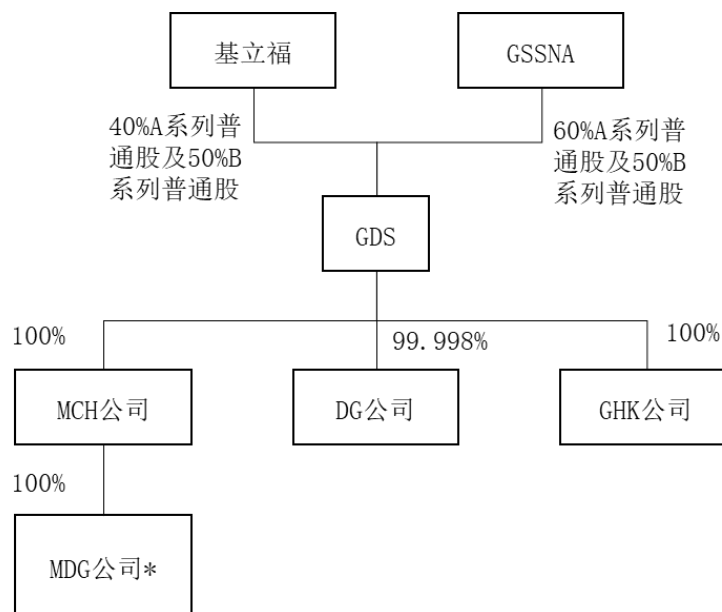 基立福
GSSNA
40%A系列普
通股及50%B
系列普通股
60%A系列普
通股及50%B
系列普通股
GDS
100%
99.998%
100%
MCH公司
DG公司
GHK公司
100%
MDG公司*